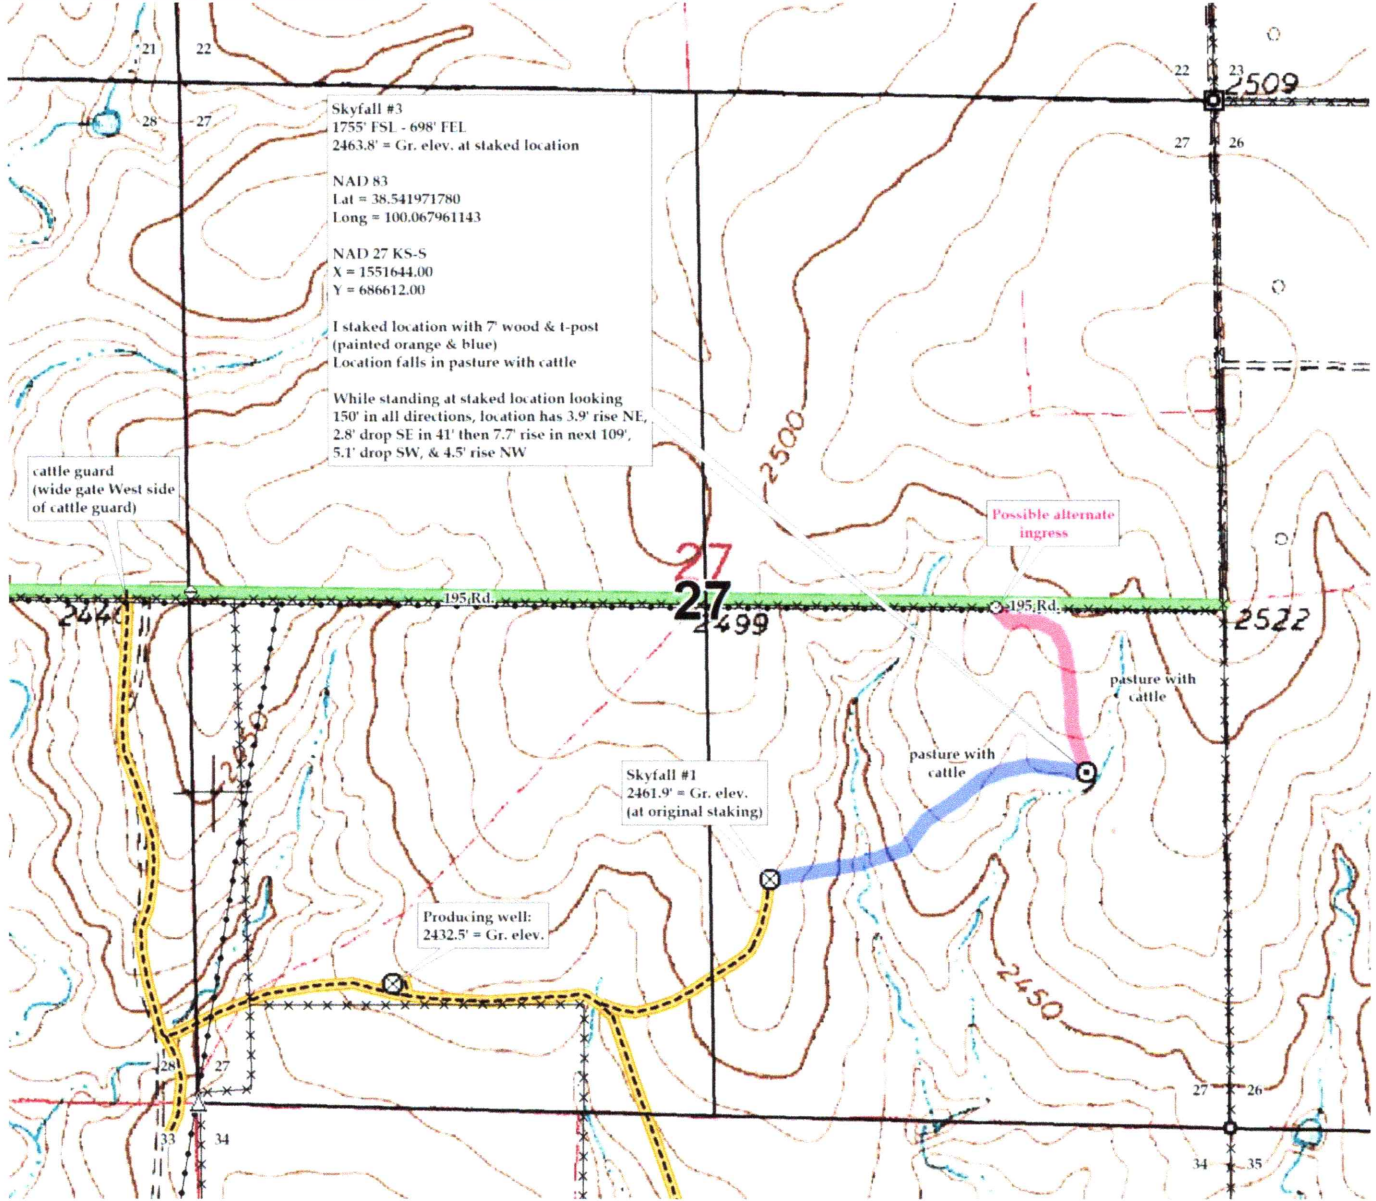 21 22
22 23
2509
28 27
27 26
Skyfall #3
1755' FSL - 698' FEL
2463.8' = Gr. elev. at staked location
NAD 83
Lat = 38.541971780
Long = 100.067961143
NAD 27 KS-S
X = 1551644.00
Y = 686612.00
I staked location with 7' wood & t-post
(painted orange & blue)
Location falls in pasture with cattle
While standing at staked location looking
150' in all directions, location has 3.9' rise NE,
2.8' drop SE in 41' then 7.7' rise in next 109',
5.1' drop SW, & 4.5' rise NW
2500
cattle guard
(wide gate West side
of cattle guard)
Possible alternate
ingress
27
27
195 Rd.
195 Rd.
2499
2522
pasture with
cattle
pasture with
cattle
Skyfall #1
2461.9' = Gr. elev.
(at original staking)
Producing well:
2432.5' = Gr. elev.
2450
28 27
27 26
33 34
34 35